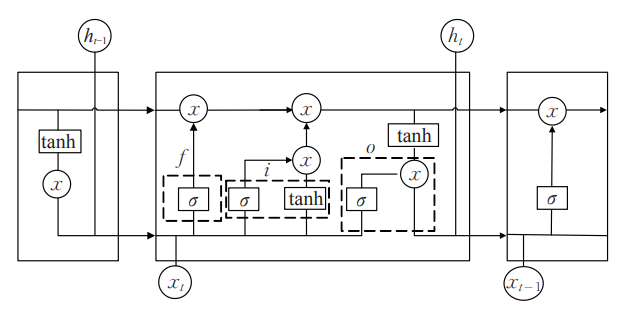 h_{t-1}
h_t
x
x
x
tanh
tanh
o
f
i
x
x
x
σ
σ
tanh
σ
σ
x_t
x_{t-1}